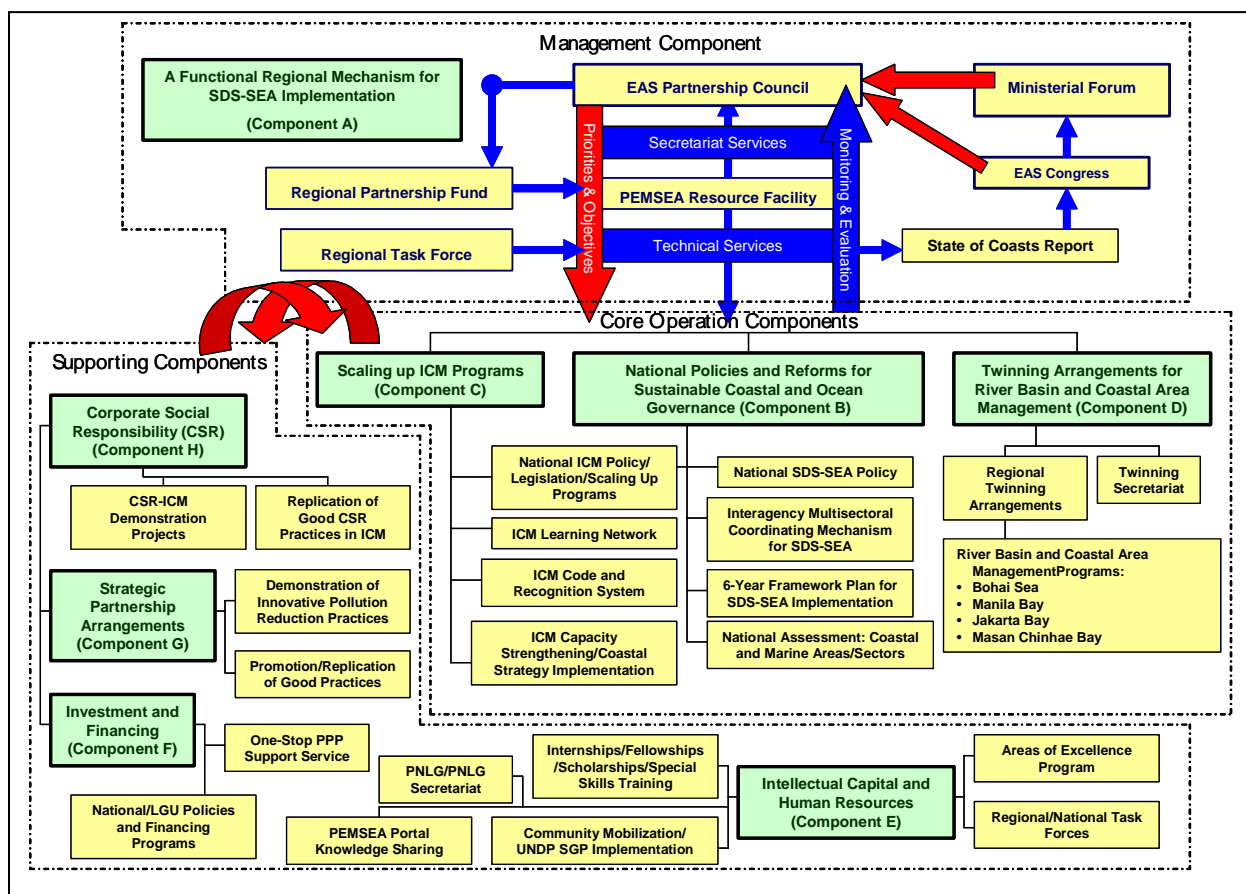 Management Component
A Functional Regional Mechanism for
SDS-SEA Implementation
(Component A)
EAS Partnership Council
Ministerial Forum
Priorities & Objectives
Secretariat Services
Monitoring & Evaluation
EAS Congress
Regional Partnership Fund
PEMSEA Resource Facility
Regional Task Force
Technical Services
State of Coasts Report
Core Operation Components
Scaling up ICM Programs
(Component C)
National Policies and Reforms for
Sustainable Coastal and Ocean
Governance (Component B)
Twinning Arrangements for
River Basin and Coastal Area
Management (Component D)
National ICM Policy/
Legislation/Scaling Up
Programs
ICM Learning Network
ICM Code and
Recognition System
ICM Capacity
Strengthening/Coastal
Strategy Implementation
National SDS-SEA Policy
Interagency Multisectoral
Coordinating Mechanism
for SDS-SEA
6-Year Framework Plan for
SDS-SEA Implementation
National Assessment: Coastal
and Marine Areas/Sectors
Regional
Twinning
Arrangements
Twinning
Secretariat
River Basin and Coastal Area
ManagementPrograms:
• Bohai Sea
• Manila Bay
• Jakarta Bay
• Masan Chinhae Bay
Supporting Components
Corporate Social
Responsibility (CSR)
(Component H)
CSR-ICM
Demonstration
Projects
Replication of
Good CSR
Practices in ICM
Strategic
Partnership
Arrangements
(Component G)
Demonstration of
Innovative Pollution
Reduction Practices
Promotion/Replication
of Good Practices
Investment and
Financing
(Component F)
One-Stop PPP
Support Service
National/LGU Policies
and Financing
Programs
PNLG/PNLG
Secretariat
Internships/Fellowships
/Scholarships/Special
Skills Training
PEMSEA Portal
Knowledge Sharing
Community Mobilization/
UNDP SGP Implementation
Intellectual Capital and
Human Resources
(Component E)
Areas of Excellence
Program
Regional/National Task
Forces